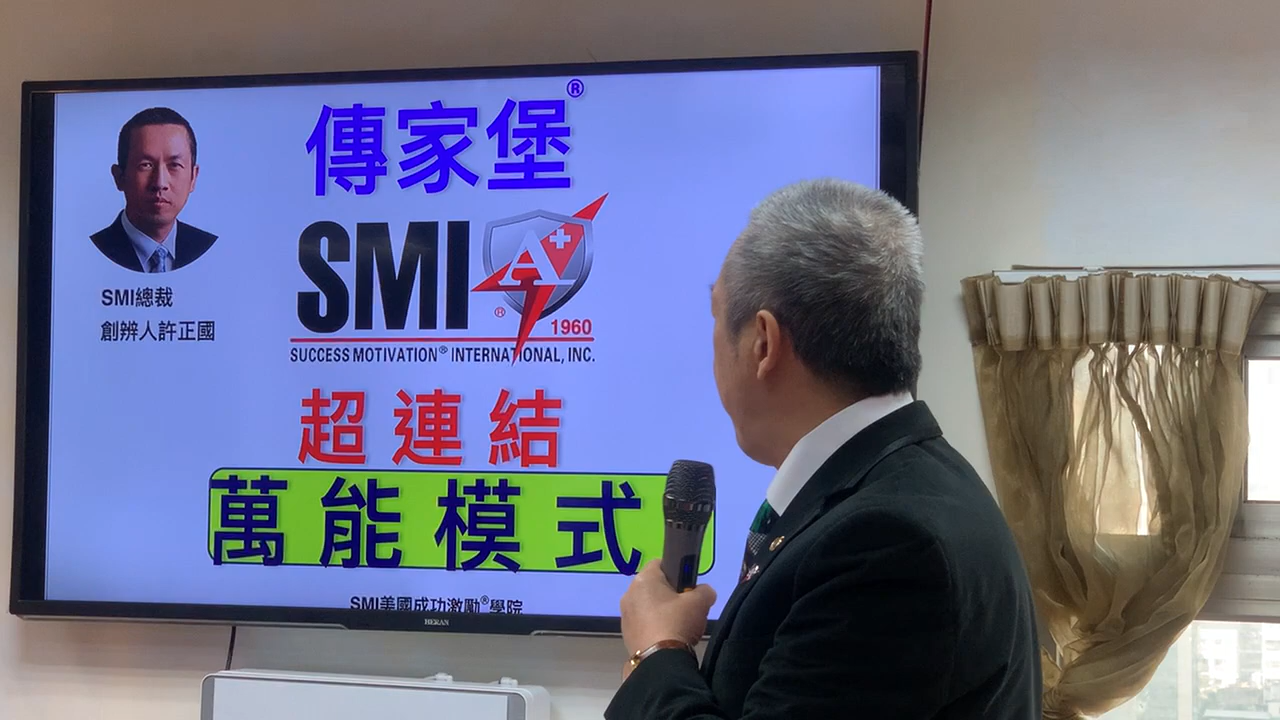 傳家堡®
SMI總裁
創辨人許正國
SMI A
® 1960
SUCCESS MOTIVATION® INTERNATIONAL, INC.
超連結
萬能模式
SMI美國成功激勵®學院
HERAN